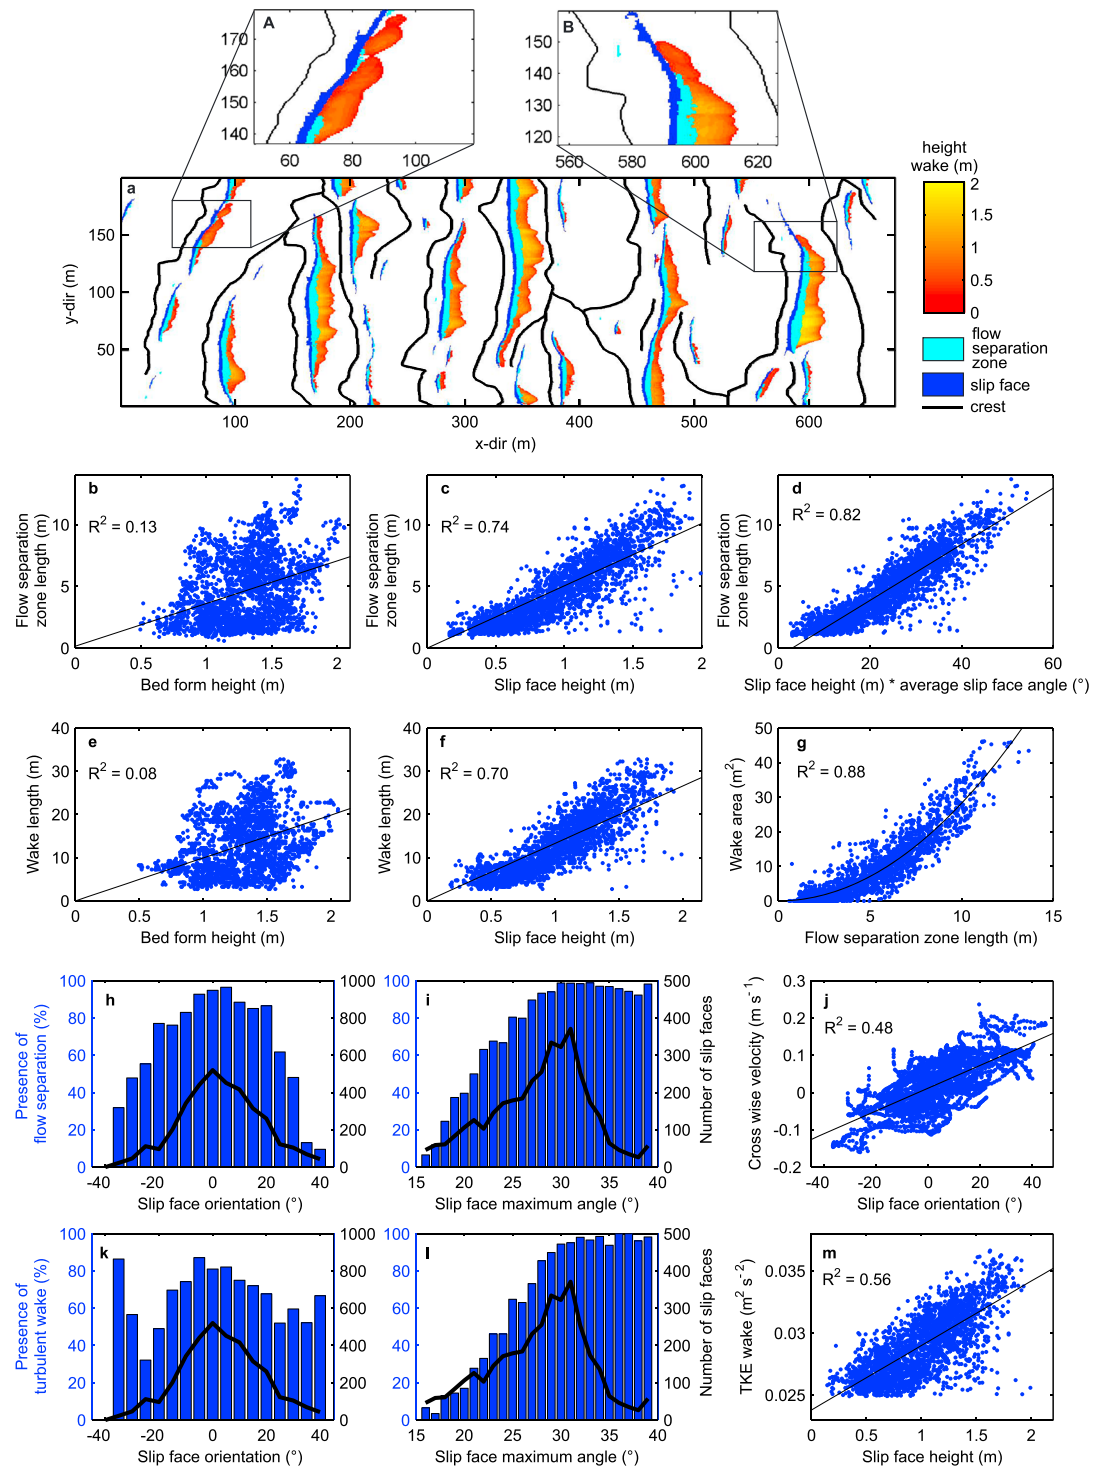 A
170
160
150
140
60
80
100
B
150
140
130
120
560
580
600
620
a
150
100
50
y-dir (m)
100
200
300
400
500
600
x-dir (m)
height
wake (m)
2
1.5
1
0.5
0
flow
separation
zone
slip face
crest
b
R² = 0.13
10
5
0
Flow separation
zone length (m)
0
0.5
1
1.5
2
Bed form height (m)
c
R² = 0.74
10
5
0
Flow separation
zone length (m)
0
0.5
1
1.5
2
Slip face height (m)
d
R² = 0.82
10
5
0
Flow separation
zone length (m)
0
20
40
60
Slip face height (m) * average slip face angle (°)
e
R² = 0.08
40
30
20
10
0
Wake length (m)
0
0.5
1
1.5
2
Bed form height (m)
f
R² = 0.70
40
30
20
10
0
Wake length (m)
0
0.5
1
1.5
2
Slip face height (m)
g
R² = 0.88
50
40
30
20
10
0
Wake area (m²)
0
5
10
15
Flow separation zone length (m)
h
100
80
60
40
20
0
Presence of
flow separation (%)
1000
800
600
400
200
0
-40
-20
0
20
40
Slip face orientation (°)
i
100
80
60
40
20
0
500
400
300
200
100
0
Number of slip faces
15
20
25
30
35
40
Slip face maximum angle (°)
j
R² = 0.48
0.3
0.2
0.1
0
-0.1
-0.2
Cross wise velocity (m s⁻¹)
-40
-20
0
20
40
Slip face orientation (°)
k
100
80
60
40
20
0
Presence of
turbulent wake (%)
1000
800
600
400
200
0
-40
-20
0
20
40
Slip face orientation (°)
l
100
80
60
40
20
0
500
400
300
200
100
0
Number of slip faces
15
20
25
30
35
40
Slip face maximum angle (°)
m
R² = 0.56
0.035
0.03
0.025
TKE wake (m² s⁻²)
0
0.5
1
1.5
2
Slip face height (m)